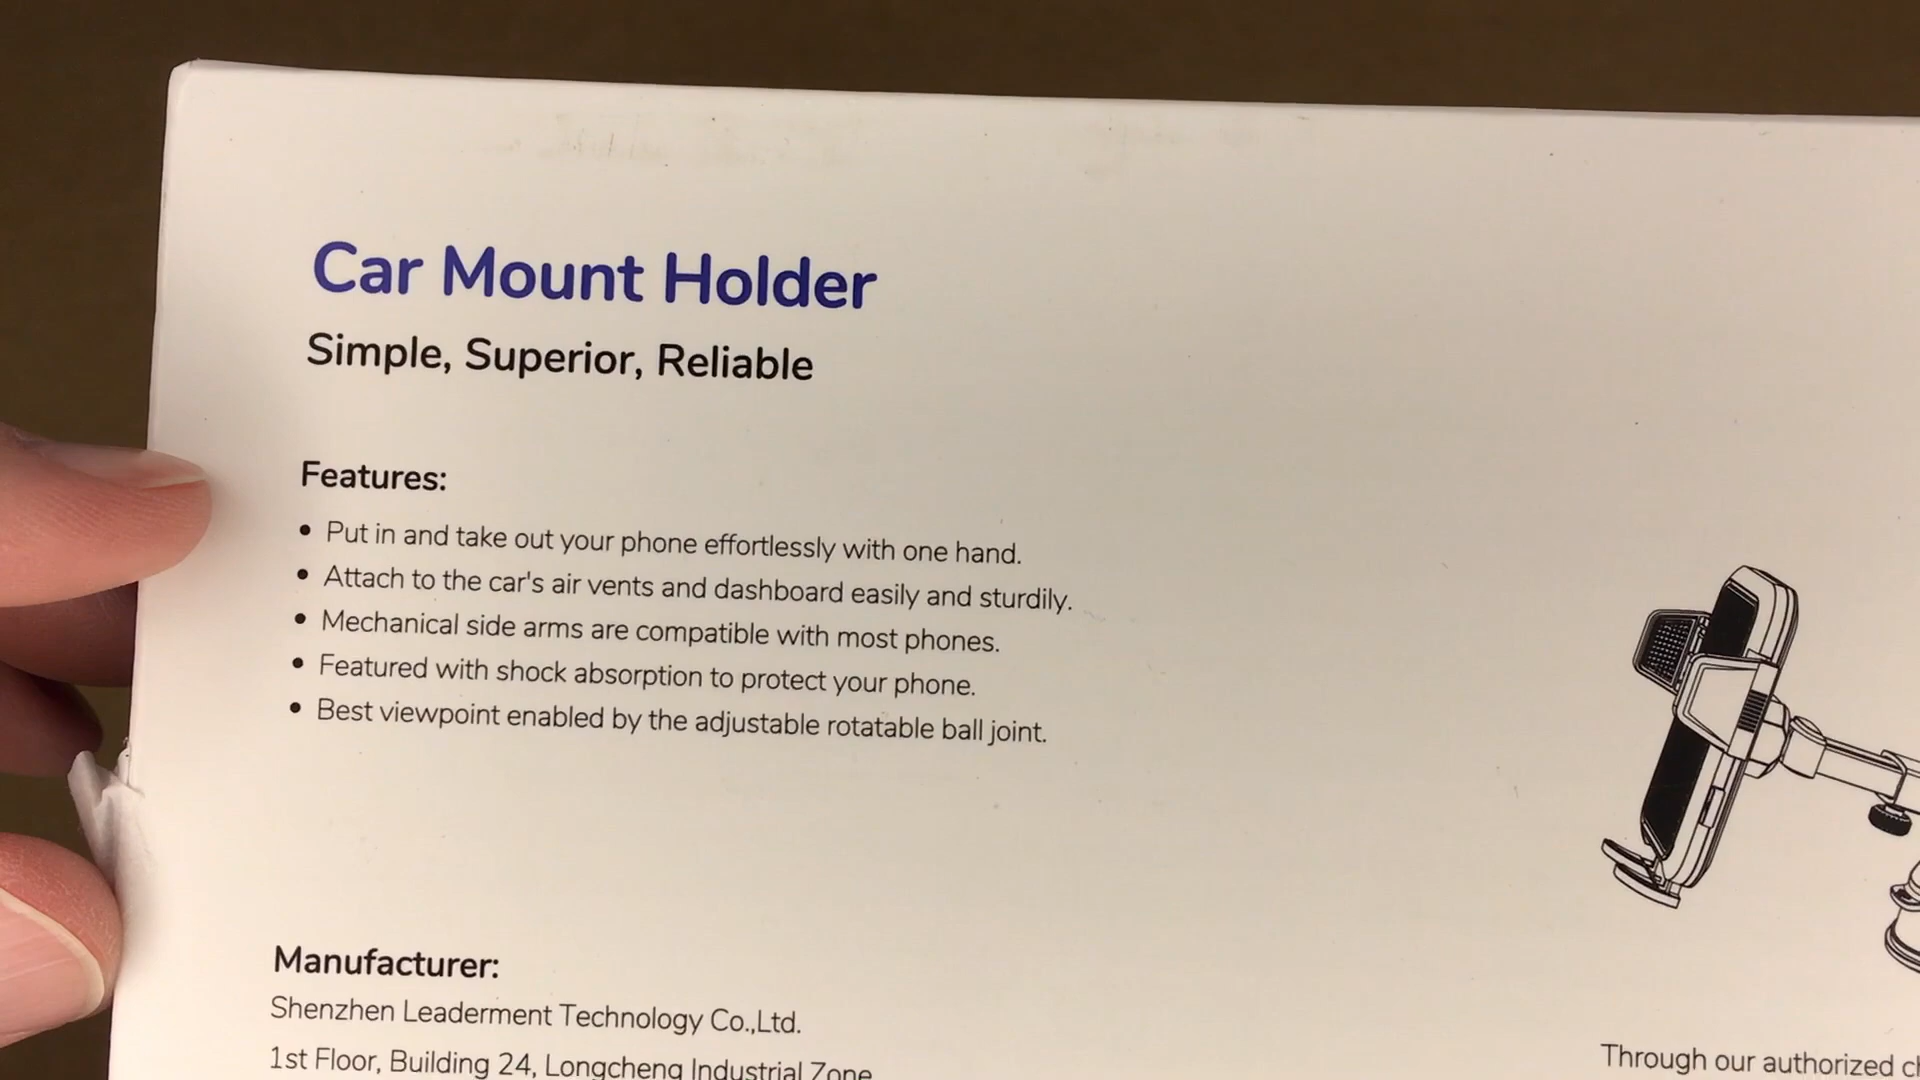 Car Mount Holder
Simple, Superior, Reliable
Features:
• Put in and take out your phone effortlessly with one hand.
• Attach to the car's air vents and dashboard easily and sturdily.
• Mechanical side arms are compatible with most phones.
• Featured with shock absorption to protect your phone.
• Best viewpoint enabled by the adjustable rotatable ball joint.
Manufacturer:
Shenzhen Leaderment Technology Co.,Ltd.
1st Floor, Building 24, Longcheng Industrial Zone
Through our authorized